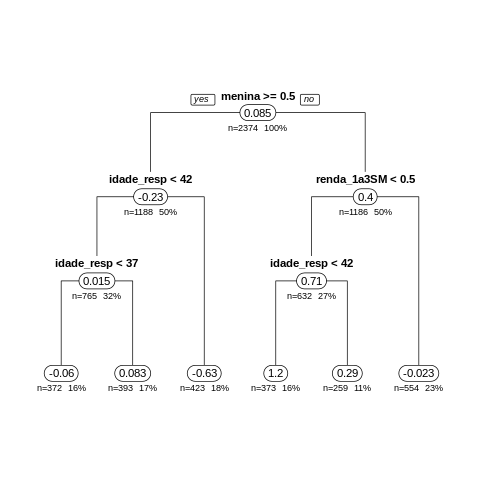 yes menina >= 0.5 no
0.085
n=2374 100%
idade_resp < 42 renda_1a3SM < 0.5
-0.23 0.4
n=1188 50% n=1186 50%
idade_resp < 37 idade_resp < 42
0.015 0.71
n=765 32% n=632 27%
-0.06 0.083 -0.63 1.2 0.29 -0.023
n=372 16% n=393 17% n=423 18% n=373 16% n=259 11% n=554 23%